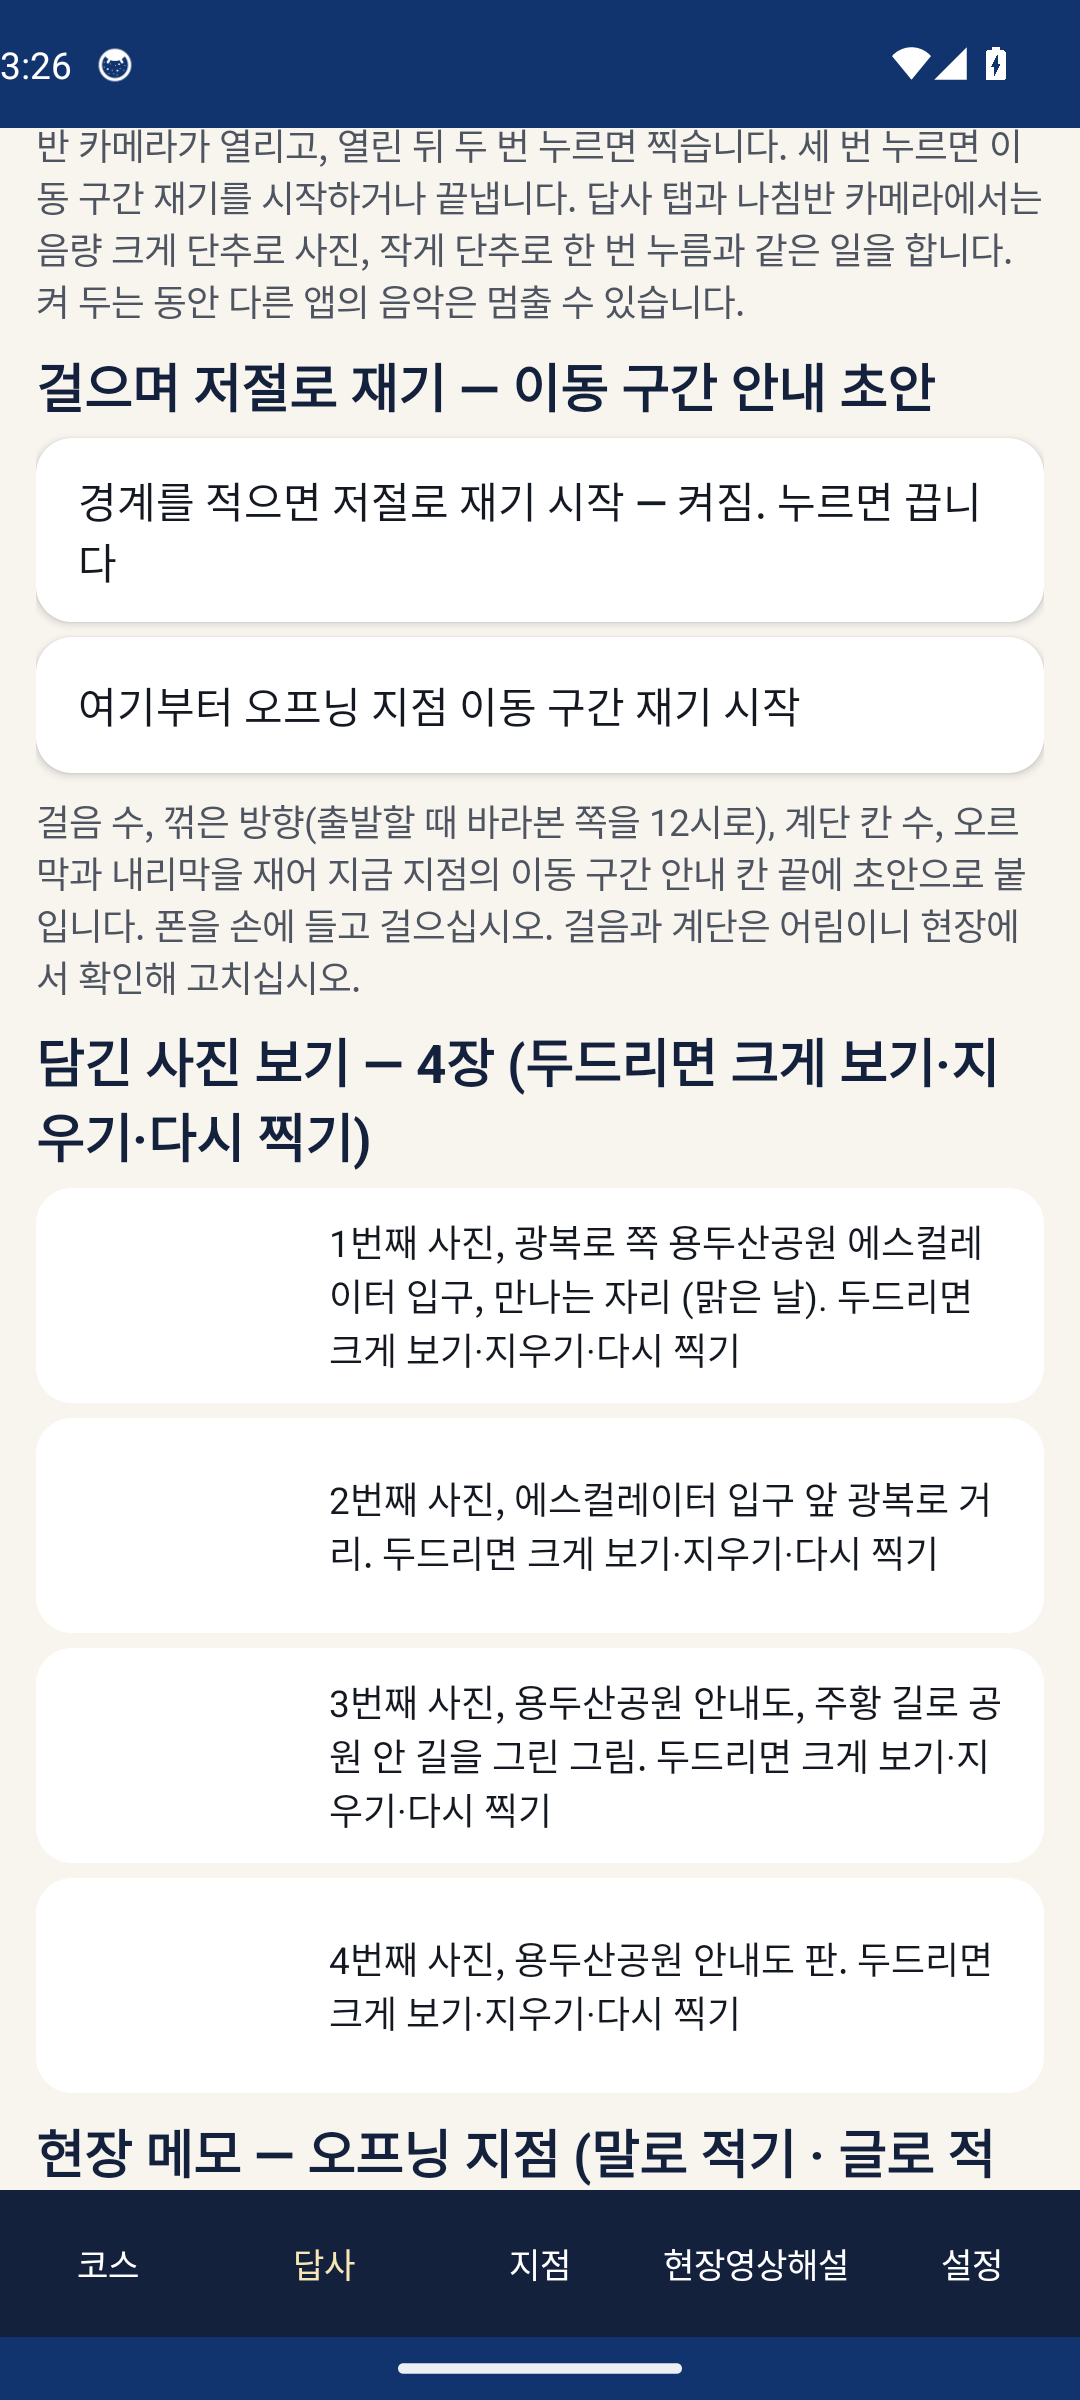 3:26
반 카메라가 열리고, 열린 뒤 두 번 누르면 찍습니다. 세 번 누르면 이
동 구간 재기를 시작하거나 끝냅니다. 답사 탭과 나침반 카메라에서는
음량 크게 단추로 사진, 작게 단추로 한 번 누름과 같은 일을 합니다.
켜 두는 동안 다른 앱의 음악은 멈출 수 있습니다.
걸으며 저절로 재기 – 이동 구간 안내 초안
경계를 적으면 저절로 재기 시작 – 켜짐. 누르면 끕니
다
여기부터 오프닝 지점 이동 구간 재기 시작
걸음 수, 꺾은 방향(출발할 때 바라본 쪽을 12시로), 계단 칸 수, 오르
막과 내리막을 재어 지금 지점의 이동 구간 안내 칸 끝에 초안으로 붙
입니다. 폰을 손에 들고 걸으십시오. 걸음과 계단은 어림이니 현장에
서 확인해 고치십시오.
담긴 사진 보기 – 4장 (두드리면 크게 보기·지
우기·다시 찍기)
1번째 사진, 광복로 쪽 용두산공원 에스컬레
이터 입구, 만나는 자리 (맑은 날). 두드리면
크게 보기·지우기·다시 찍기
2번째 사진, 에스컬레이터 입구 앞 광복로 거
리. 두드리면 크게 보기·지우기·다시 찍기
3번째 사진, 용두산공원 안내도, 주황 길로 공
원 안 길을 그린 그림. 두드리면 크게 보기·지
우기·다시 찍기
4번째 사진, 용두산공원 안내도 판. 두드리면
크게 보기·지우기·다시 찍기
현장 메모 – 오프닝 지점 (말로 적기 · 글로 적
코스 답사 지점 현장영상해설 설정